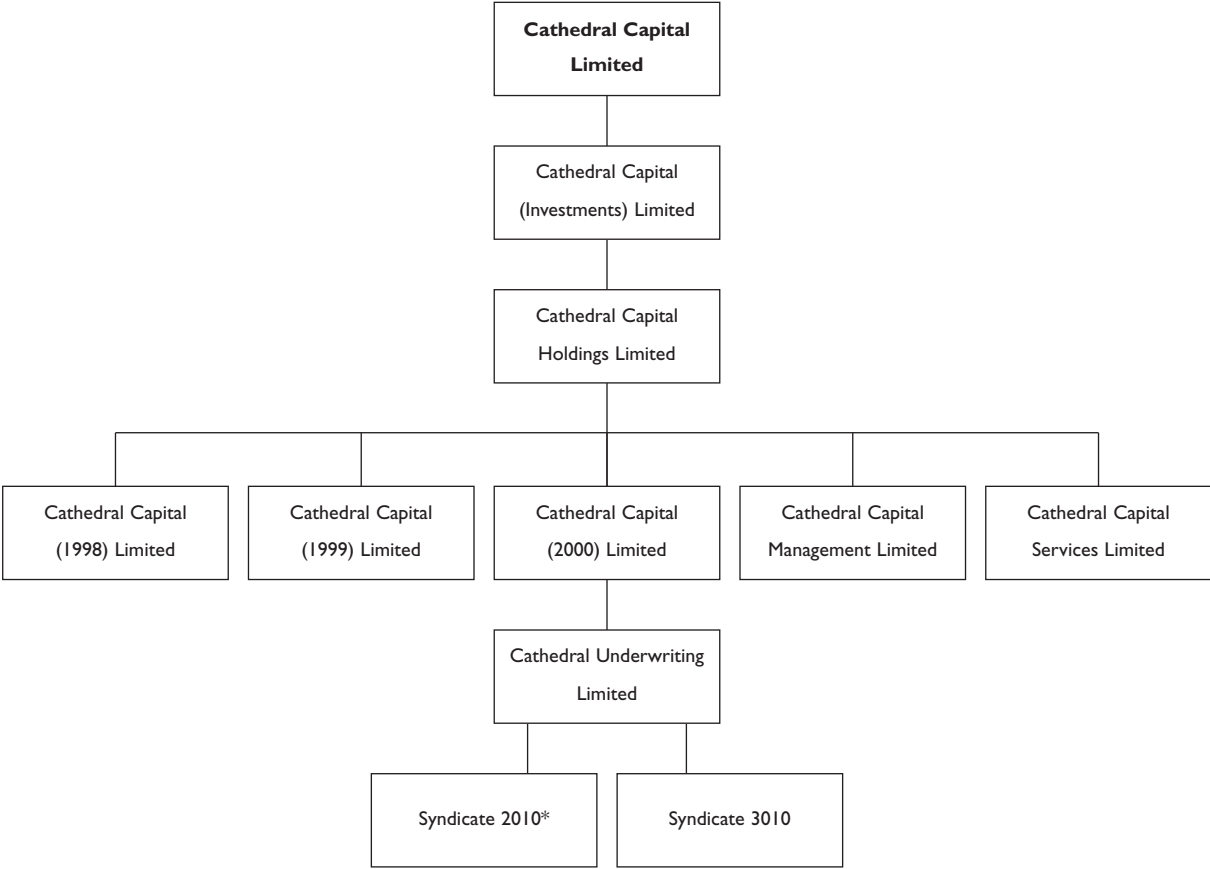 Cathedral Capital
Limited
Cathedral Capital
(Investments) Limited
Cathedral Capital
Holdings Limited
Cathedral Capital
(1998) Limited
Cathedral Capital
(1999) Limited
Cathedral Capital
(2000) Limited
Cathedral Capital
Management Limited
Cathedral Capital
Services Limited
Cathedral Underwriting
Limited
Syndicate 2010*
Syndicate 3010